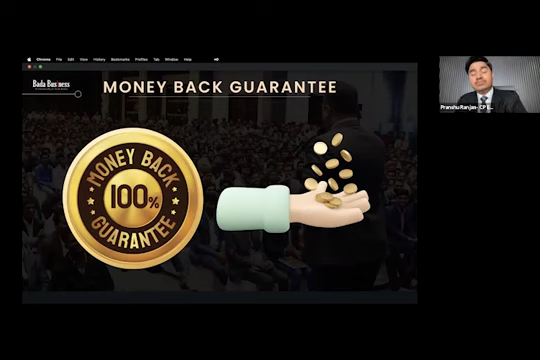 Chrome File Edit View History Bookmarks Profiles Tab Window Help
Bada Business
MONEY BACK GUARANTEE
MONEY BACK
100%
GUARANTEE
Pranshu Ranjan - CP